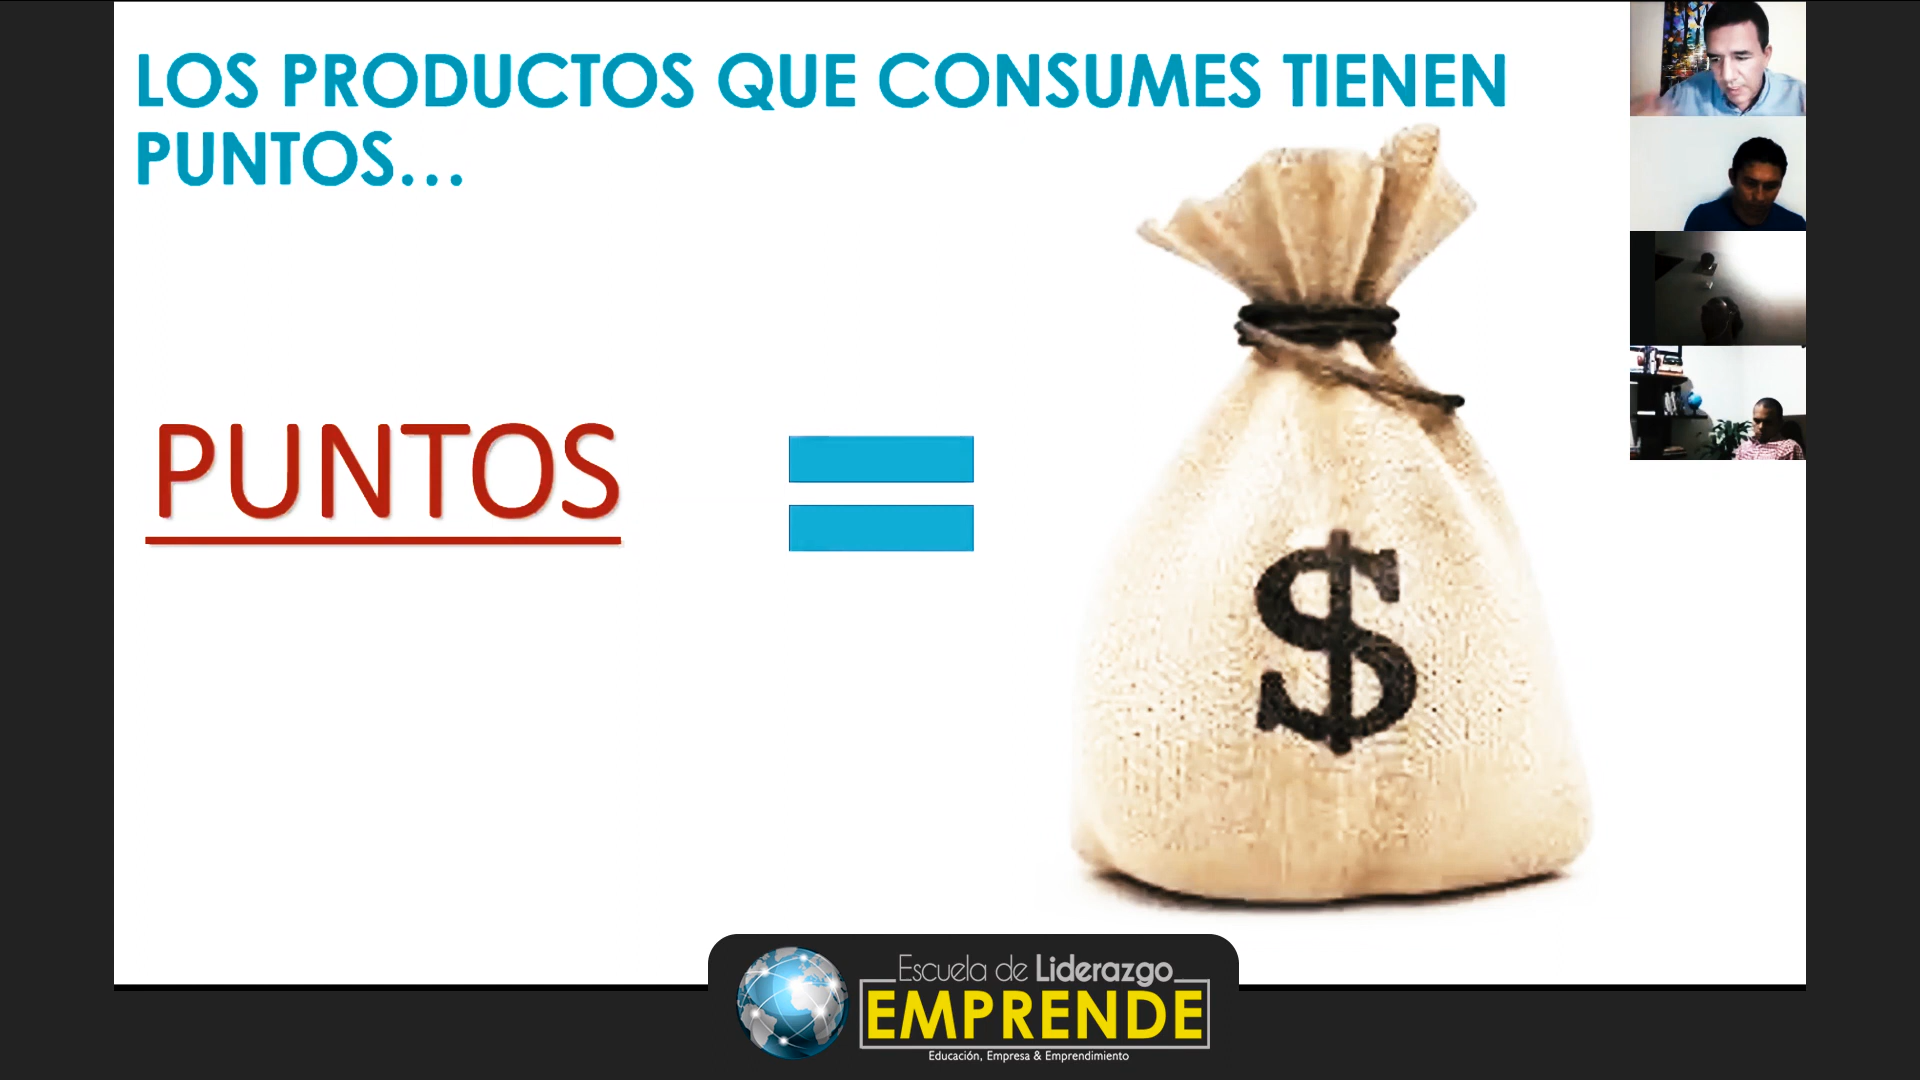 LOS PRODUCTOS QUE CONSUMES TIENEN
PUNTOS...
PUNTOS
$
Escuela de Liderazgo
EMPRENDE
Educación, Empresa & Emprendimiento